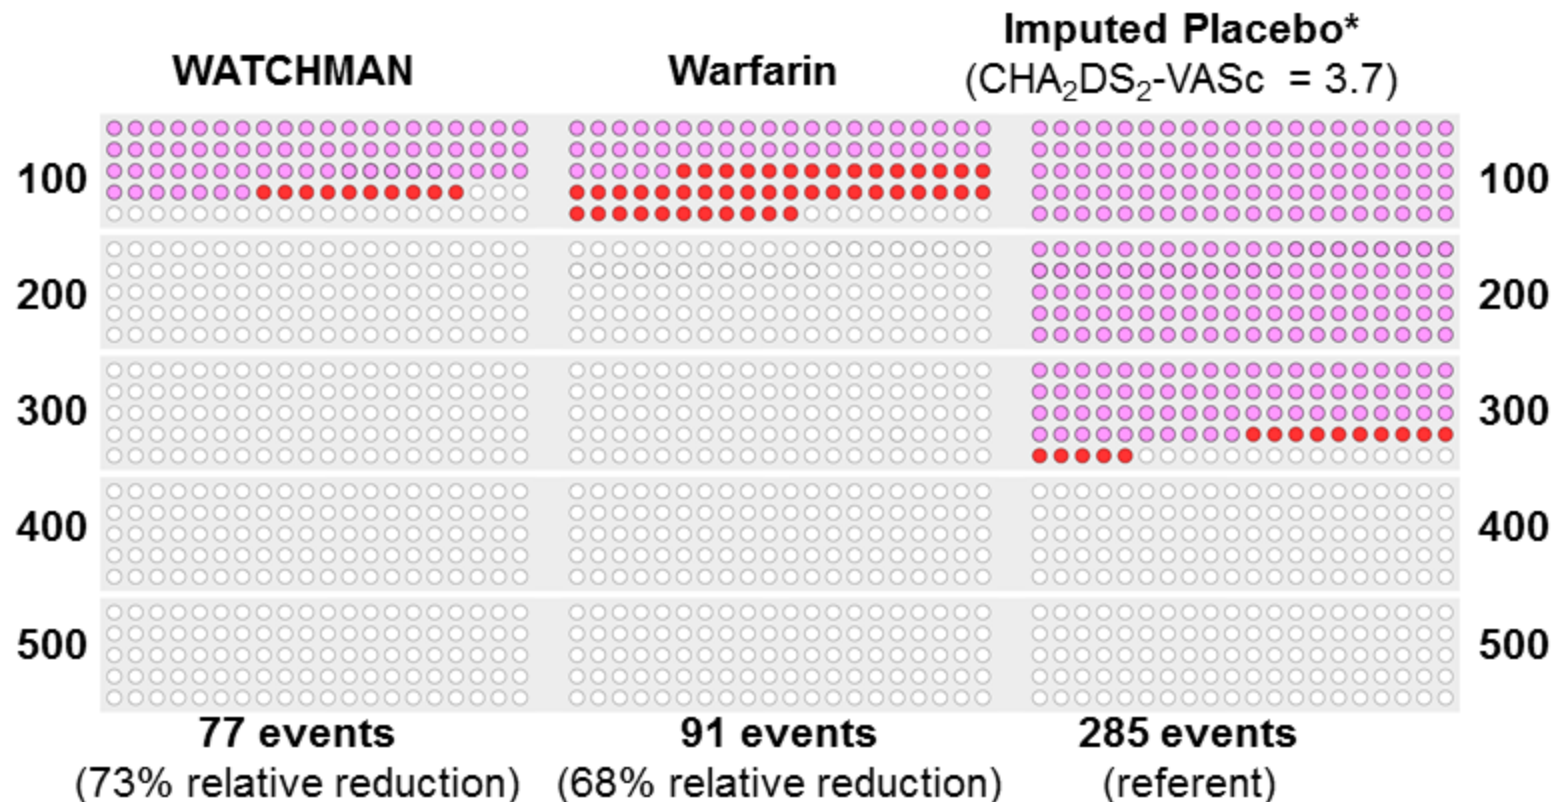 WATCHMAN
Warfarin
Imputed Placebo*
(CHA₂DS₂-VASc = 3.7)
100
100
200
200
300
300
400
400
500
500
77 events
91 events
285 events
(73% relative reduction)
(68% relative reduction)
(referent)